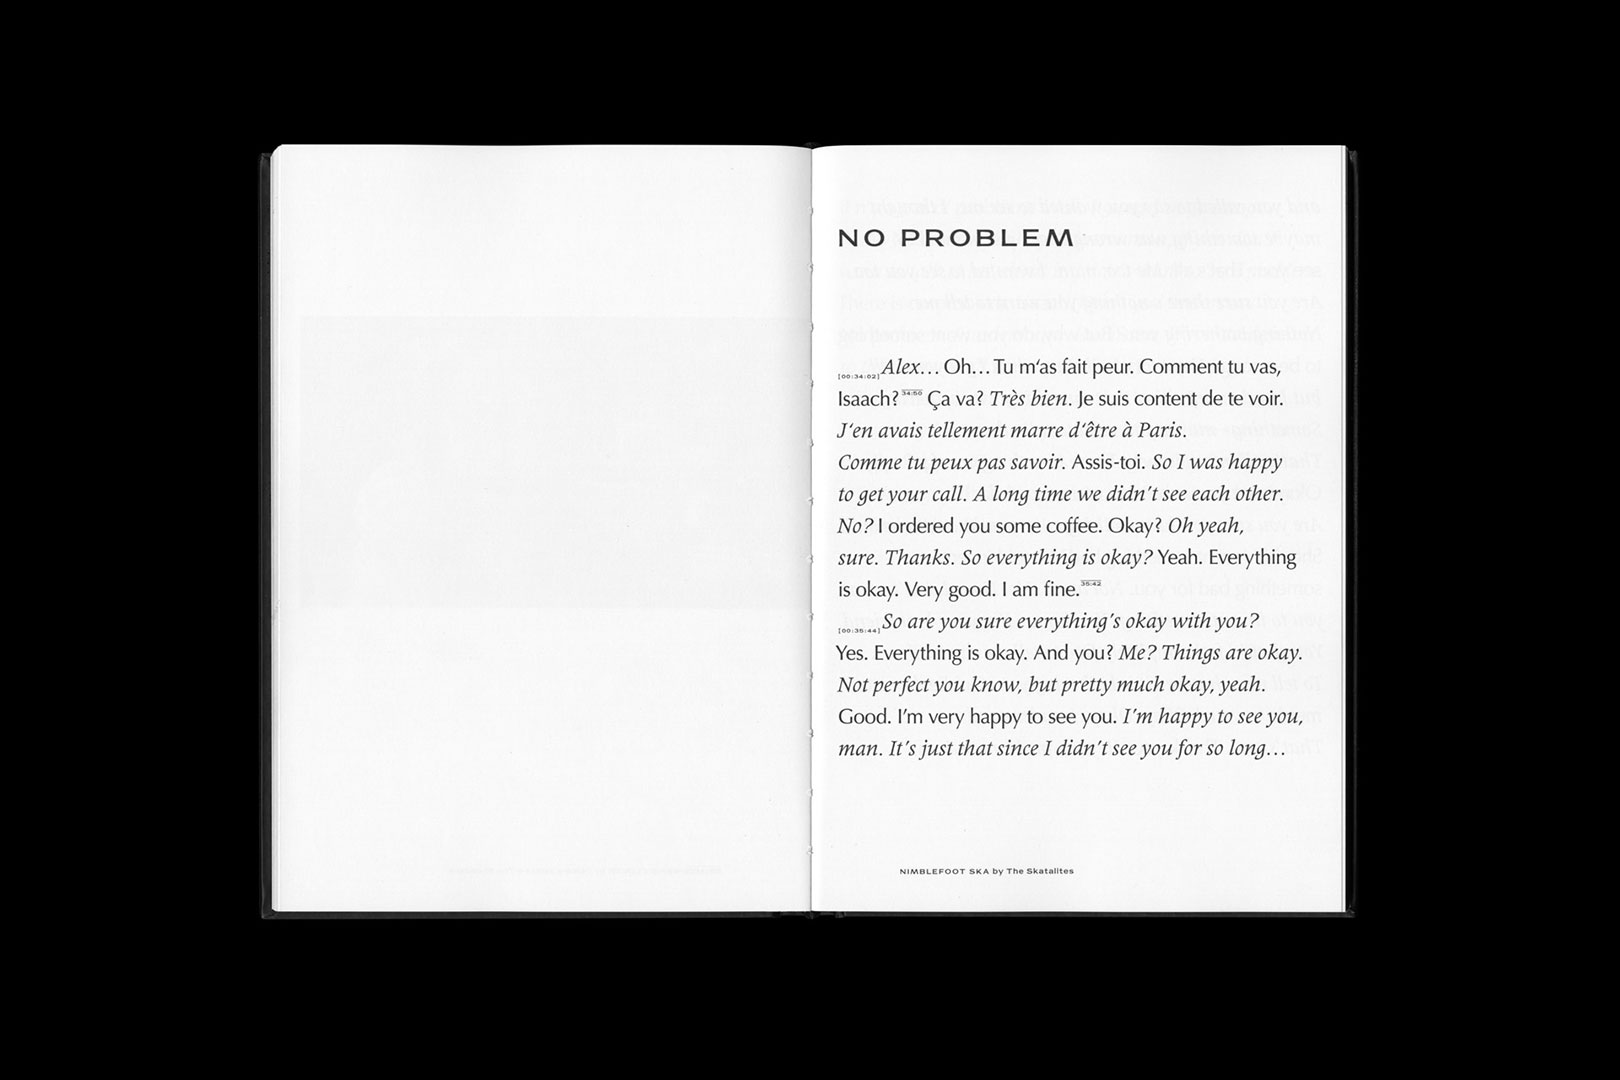 NO PROBLEM
[00:34:02] Alex… Oh… Tu m‘as fait peur. Comment tu vas,
Isaach? 34:50 Ça va? Très bien. Je suis content de te voir.
J‘en avais tellement marre d‘être à Paris.
Comme tu peux pas savoir. Assis-toi. So I was happy
to get your call. A long time we didn’t see each other.
No? I ordered you some coffee. Okay? Oh yeah,
sure. Thanks. So everything is okay? Yeah. Everything
is okay. Very good. I am fine. 35:42
[00:35:44] So are you sure everything’s okay with you?
Yes. Everything is okay. And you? Me? Things are okay.
Not perfect you know, but pretty much okay, yeah.
Good. I’m very happy to see you. I’m happy to see you,
man. It’s just that since I didn’t see you for so long…
NIMBLEFOOT SKA by The Skatalites